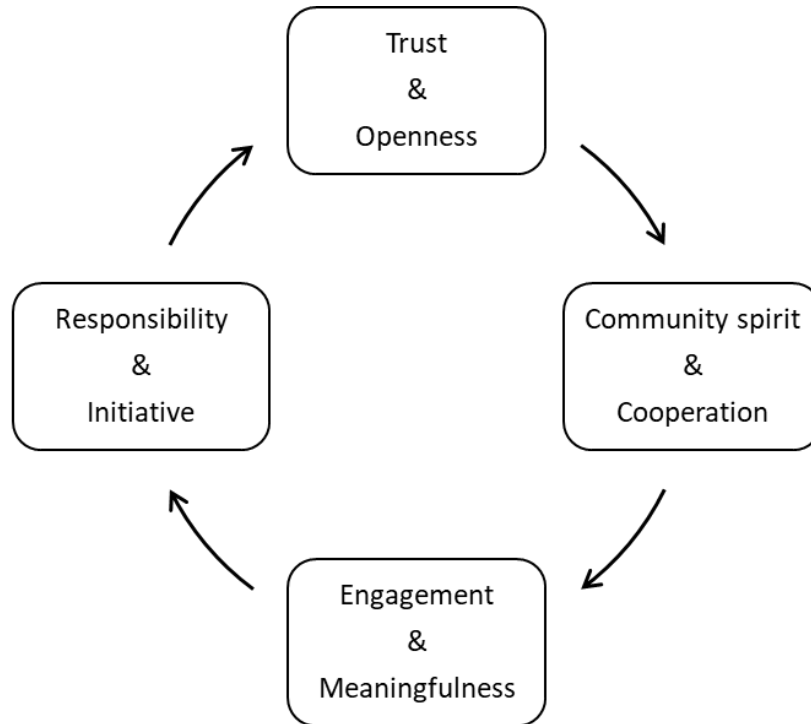 Trust
&
Openness
Responsibility
&
Initiative
Community spirit
&
Cooperation
Engagement
&
Meaningfulness